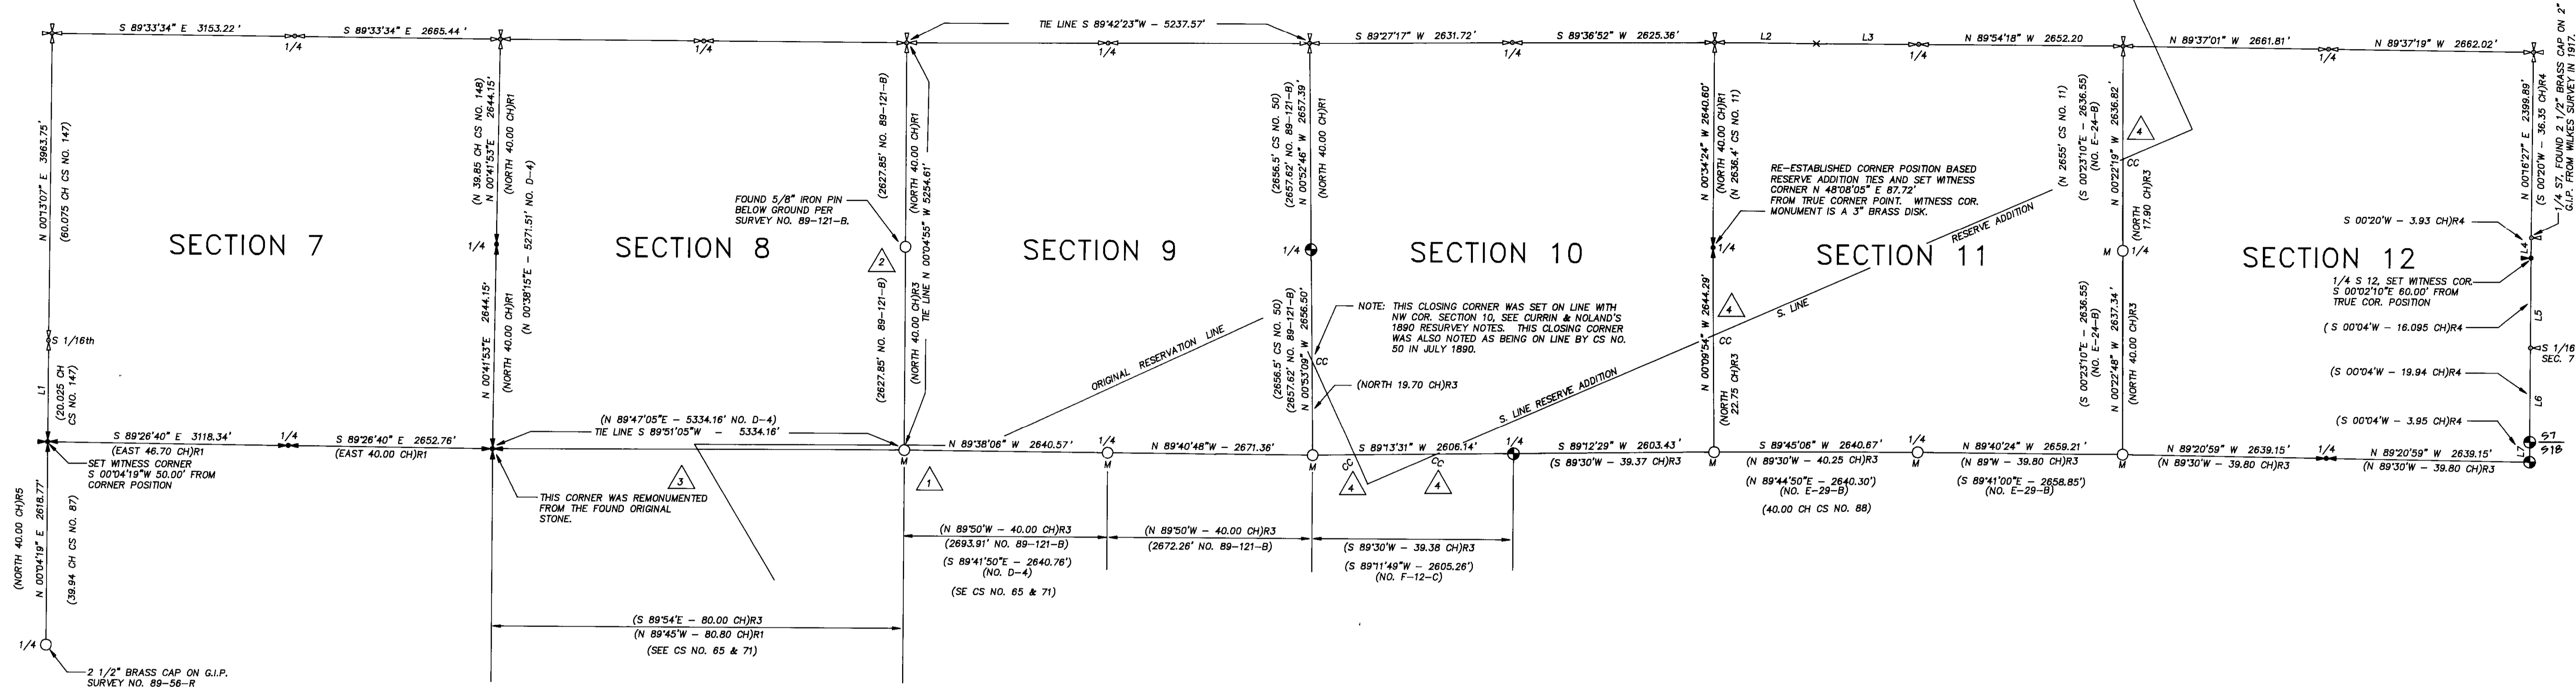 S 89°33'34" E 3153.22'
1/4
S 89°33'34" E 2665.44'
1/4
TIE LINE S 89°42'23"W – 5237.57'
1/4
S 89°27'17" W 2631.72'
1/4
S 89°36'52" W 2625.36'
L2
L3
1/4
N 89°54'18" W 2652.20
N 89°37'01" W 2661.81'
1/4
N 89°37'19" W 2662.02'
N 00°13'07" E 3963.75'
(60.075 CH CS NO. 147)
SECTION 7
S 1/16th
L1
(20.025 CH
CS NO. 147)
(N 39.85 CH CS NO. 148)
N 00°41'53"E 2644.15'
(NORTH 40.00 CH)R1
(N 00°38'15"E – 5271.51' NO. D-4)
1/4
N 00°41'53"E 2644.15'
(NORTH 40.00 CH)R1
SECTION 8
FOUND 5/8" IRON PIN
BELOW GROUND PER
SURVEY NO. 89-121-B.
2
(2627.85' NO. 89-121-B)
(NORTH 40.00 CH)R1
TIE LINE N 00°04'55" W 5254.61'
(2627.85' NO. 89-121-B)
(NORTH 40.00 CH)R3
SECTION 9
ORIGINAL RESERVATION LINE
(2656.5' CS NO. 50)
(2657.62' NO. 89-121-B)
N 00°52'46" W 2657.39'
(NORTH 40.00 CH)R1
1/4
(2656.5' CS NO. 50)
(2657.62' NO. 89-121-B)
N 00°53'09" W 2656.50'
CC
(NORTH 19.70 CH)R3
SECTION 10
NOTE: THIS CLOSING CORNER WAS SET ON LINE WITH
NW COR. SECTION 10, SEE CURRIN & NOLAND'S
1890 RESURVEY NOTES. THIS CLOSING CORNER
WAS ALSO NOTED AS BEING ON LINE BY CS NO.
50 IN JULY 1890.
S. LINE RESERVE ADDITION
N 00°34'24" W 2640.60'
(NORTH 40.00 CH)R1
(N 2636.4' CS NO. 11)
1/4
RE-ESTABLISHED CORNER POSITION BASED
RESERVE ADDITION TIES AND SET WITNESS
CORNER N 48°08'05" E 87.72'
FROM TRUE CORNER POINT. WITNESS COR.
MONUMENT IS A 3" BRASS DISK.
4
CC
N 00°09'54" W 2644.29'
(NORTH
22.75 CH)R3
SECTION 11
S. LINE
RESERVE ADDITION
(N 2655' CS NO. 11)
(S 00°23'10"E – 2636.55)
(NO. E-24-B)
N 00°22'19" W 2636.82'
4
CC
(NORTH
17.90 CH)R3
M
1/4
(S 00°23'10"E – 2636.55)
(NO. E-24-B)
N 00°22'48" W 2637.34'
(NORTH 40.00 CH)R3
SECTION 12
N 00°16'27" E 2399.89'
(S 00°20'W – 36.35 CH)R4
1/4 S7, FOUND 2 1/2" BRASS CAP ON 2"
G.I.P. FROM WILKES SURVEY IN 1917.
S 00°20'W – 3.93 CH)R4
L4
1/4 S 12, SET WITNESS COR.
S 00°02'10"E 60.00' FROM
TRUE COR. POSITION
L5
( S 00°04'W – 16.095 CH)R4
S 1/16
SEC. 7
(S 00°04'W – 19.94 CH)R4
L6
(S 00°04'W – 3.95 CH)R4
L7
S7
S18
S 89°26'40" E 3118.34'
(EAST 46.70 CH)R1
1/4
S 89°26'40" E 2652.76'
(EAST 40.00 CH)R1
SET WITNESS CORNER
S 00°04'19"W 50.00' FROM
CORNER POSITION
(NORTH 40.00 CH)R5
N 00°04'19" E 2618.77'
(39.94 CH CS NO. 87)
1/4
2 1/2" BRASS CAP ON G.I.P.
SURVEY NO. 89-56-R
(N 89°47'05"E – 5334.16' NO. D-4)
TIE LINE S 89°51'05"W – 5334.16'
3
THIS CORNER WAS REMONUMENTED
FROM THE FOUND ORIGINAL
STONE.
(S 89°54'E – 80.00 CH)R3
(N 89°45'W – 80.80 CH)R1
(SEE CS NO. 65 & 71)
M
1
N 89°38'06" W 2640.57'
1/4
M
N 89°40'48"W –2671.36'
(N 89°50'W – 40.00 CH)R3
(2693.91' NO. 89-121-B)
(S 89°41'50"E – 2640.76')
(NO. D-4)
(SE CS NO. 65 & 71)
(N 89°50'W – 40.00 CH)R3
(2672.26' NO. 89-121-B)
S 89°13'31" W 2606.14'
CC
4
CC
4
1/4
(S 89°30'W – 39.38 CH)R3
(S 89°11'49"W – 2605.26')
(NO. F-12-C)
S 89°12'29" W 2603.43'
(S 89°30'W – 39.37 CH)R3
M
S 89°45'06" W 2640.67'
(N 89°30'W – 40.25 CH)R3
(N 89°44'50"E – 2640.30')
(NO. E-29-B)
(40.00 CH CS NO. 88)
1/4
M
N 89°40'24" W 2659.21'
(N 89°W – 39.80 CH)R3
(S 89°41'00"E – 2658.85')
(NO. E-29-B)
N 89°20'59" W 2639.15'
(N 89°30'W – 39.80 CH)R3
1/4
N 89°20'59" W 2639.15'
(N 89°30'W – 39.80 CH)R3